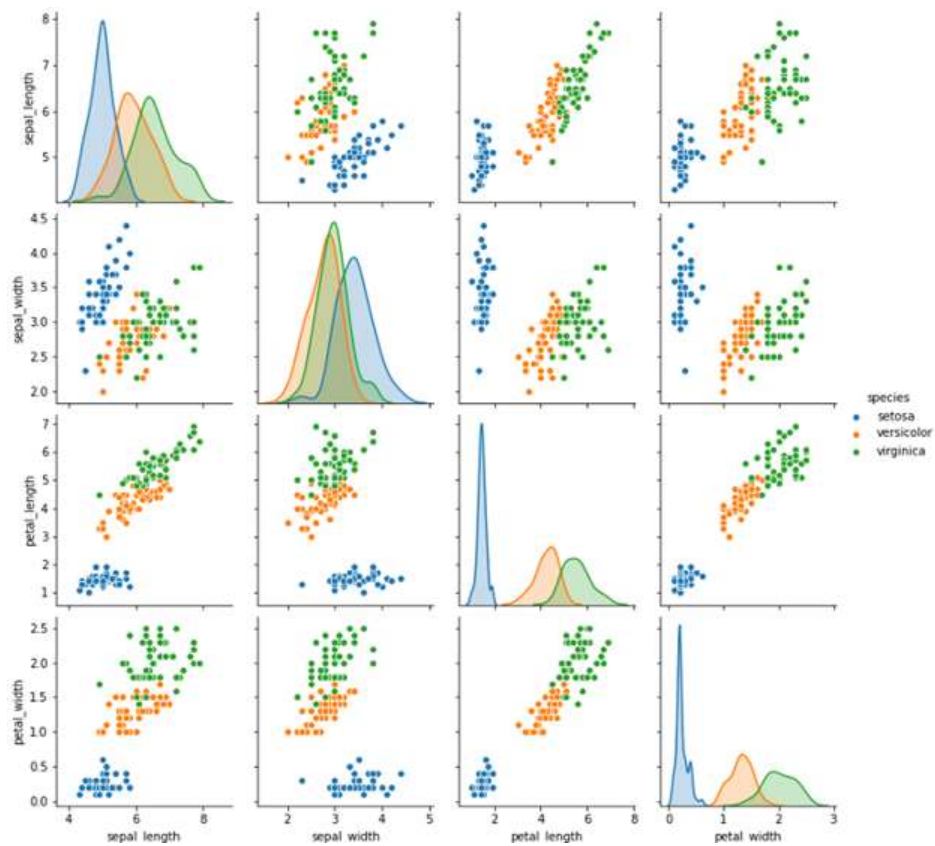 8
7
6
5
sepal_length
4.5
4.0
3.5
3.0
2.5
2.0
sepal_width
species
setosa
versicolor
virginica
7
6
5
4
3
2
1
petal_length
2.5
2.0
1.5
1.0
0.5
0.0
petal_width
4 6 8 2 3 4 5 2 4 6 8 0 1 2 3
sepal_length sepal_width petal_length petal_width